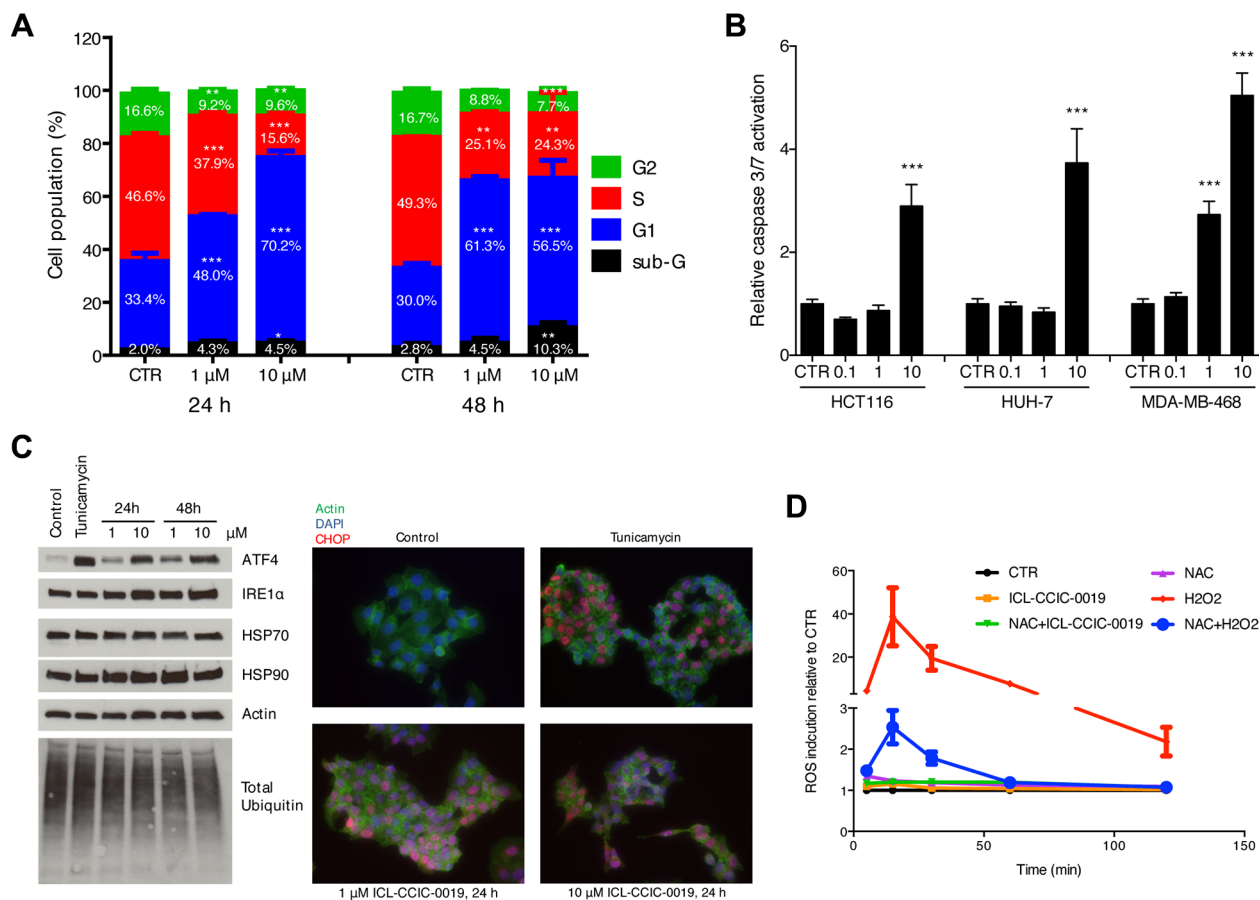 A
120
100
80
60
40
20
0
Cell population (%)
16.6%
46.6%
33.4%
2.0%
**
9.2%
***
37.9%
***
48.0%
4.3%
**
9.6%
***
15.6%
***
70.2%
*
4.5%
16.7%
49.3%
30.0%
2.8%
8.8%
**
25.1%
***
61.3%
4.5%
***
7.7%
**
24.3%
***
56.5%
**
10.3%
CTR 1 μM 10 μM CTR 1 μM 10 μM
24 h 48 h
G2
S
G1
sub-G
B
6
4
2
0
Relative caspase 3/7 activation
***
***
***
***
CTR 0.1 1 10 CTR 0.1 1 10 CTR 0.1 1 10
HCT116 HUH-7 MDA-MB-468
C
Control
Tunicamycin
24h 48h
1 10 1 10 μM
ATF4
IRE1α
HSP70
HSP90
Actin
Total
Ubiquitin
Actin
DAPI
CHOP
Control Tunicamycin
1 μM ICL-CCIC-0019, 24 h 10 μM ICL-CCIC-0019, 24 h
D
60
40
20
3
2
1
0
ROS indcution relative to CTR
CTR
ICL-CCIC-0019
NAC+ICL-CCIC-0019
NAC
H2O2
NAC+H2O2
0 50 100 150
Time (min)